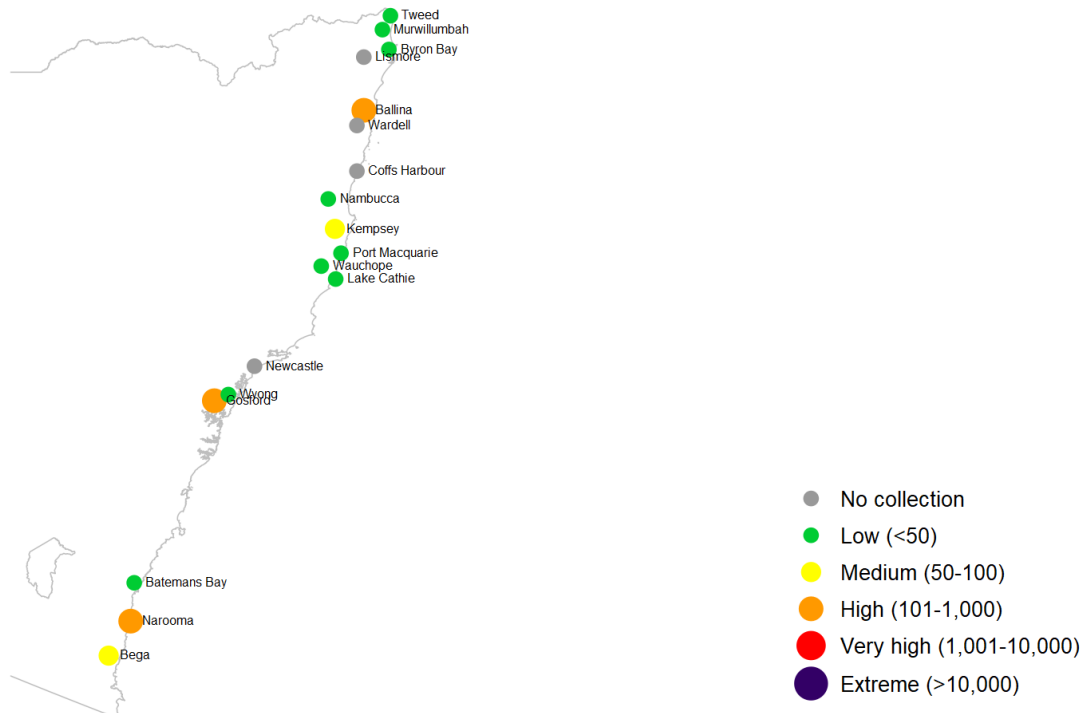 Tweed
Murwillumbah
Byron Bay
Lismore
Ballina
Wardell
Coffs Harbour
Nambucca
Kempsey
Port Macquarie
Wauchope
Lake Cathie
Newcastle
Wyong
Gosford
Batemans Bay
Narooma
Bega
No collection
Low (<50)
Medium (50-100)
High (101-1,000)
Very high (1,001-10,000)
Extreme (>10,000)